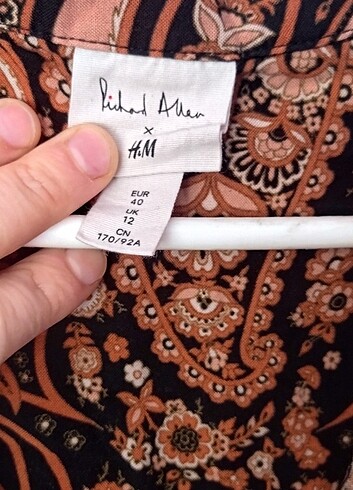 Richard Allan
x
H&M
EUR
40
UK
12
CN
170/92A